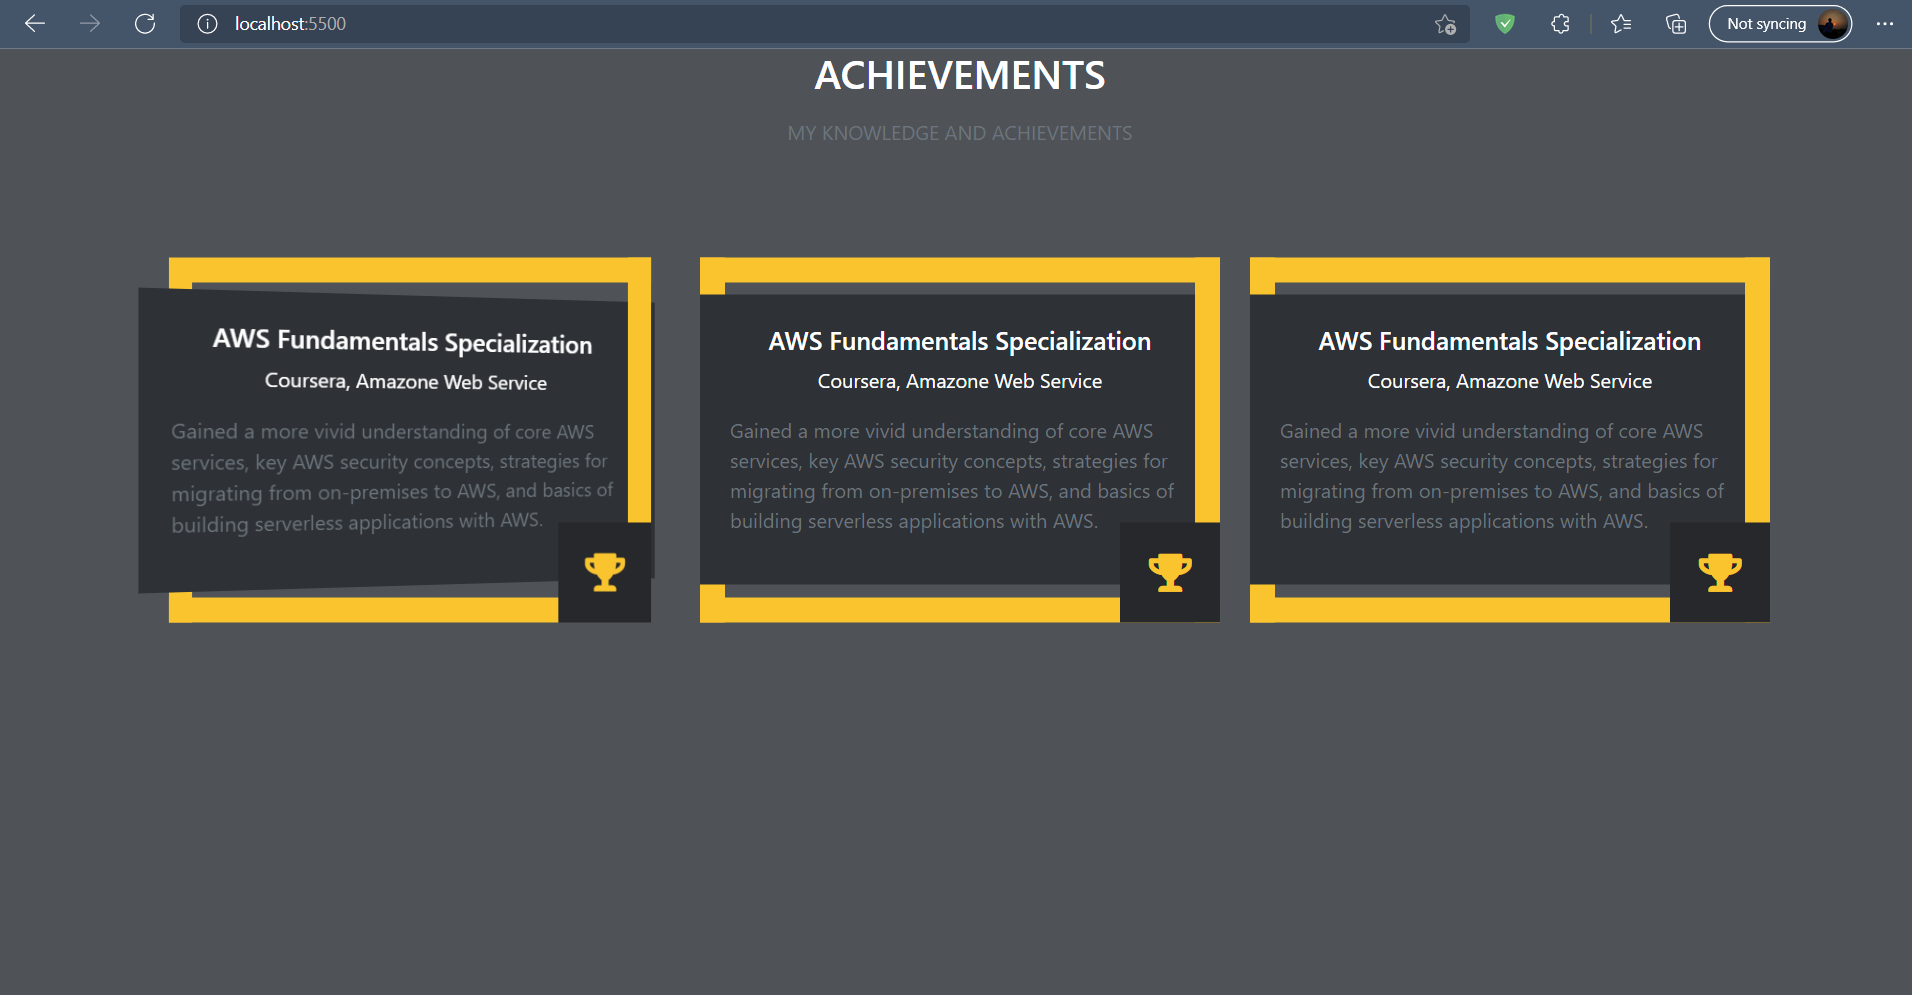 localhost:5500
Not syncing
ACHIEVEMENTS
MY KNOWLEDGE AND ACHIEVEMENTS
AWS Fundamentals Specialization
Coursera, Amazone Web Service
Gained a more vivid understanding of core AWS
services, key AWS security concepts, strategies for
migrating from on-premises to AWS, and basics of
building serverless applications with AWS.
AWS Fundamentals Specialization
Coursera, Amazone Web Service
Gained a more vivid understanding of core AWS
services, key AWS security concepts, strategies for
migrating from on-premises to AWS, and basics of
building serverless applications with AWS.
AWS Fundamentals Specialization
Coursera, Amazone Web Service
Gained a more vivid understanding of core AWS
services, key AWS security concepts, strategies for
migrating from on-premises to AWS, and basics of
building serverless applications with AWS.